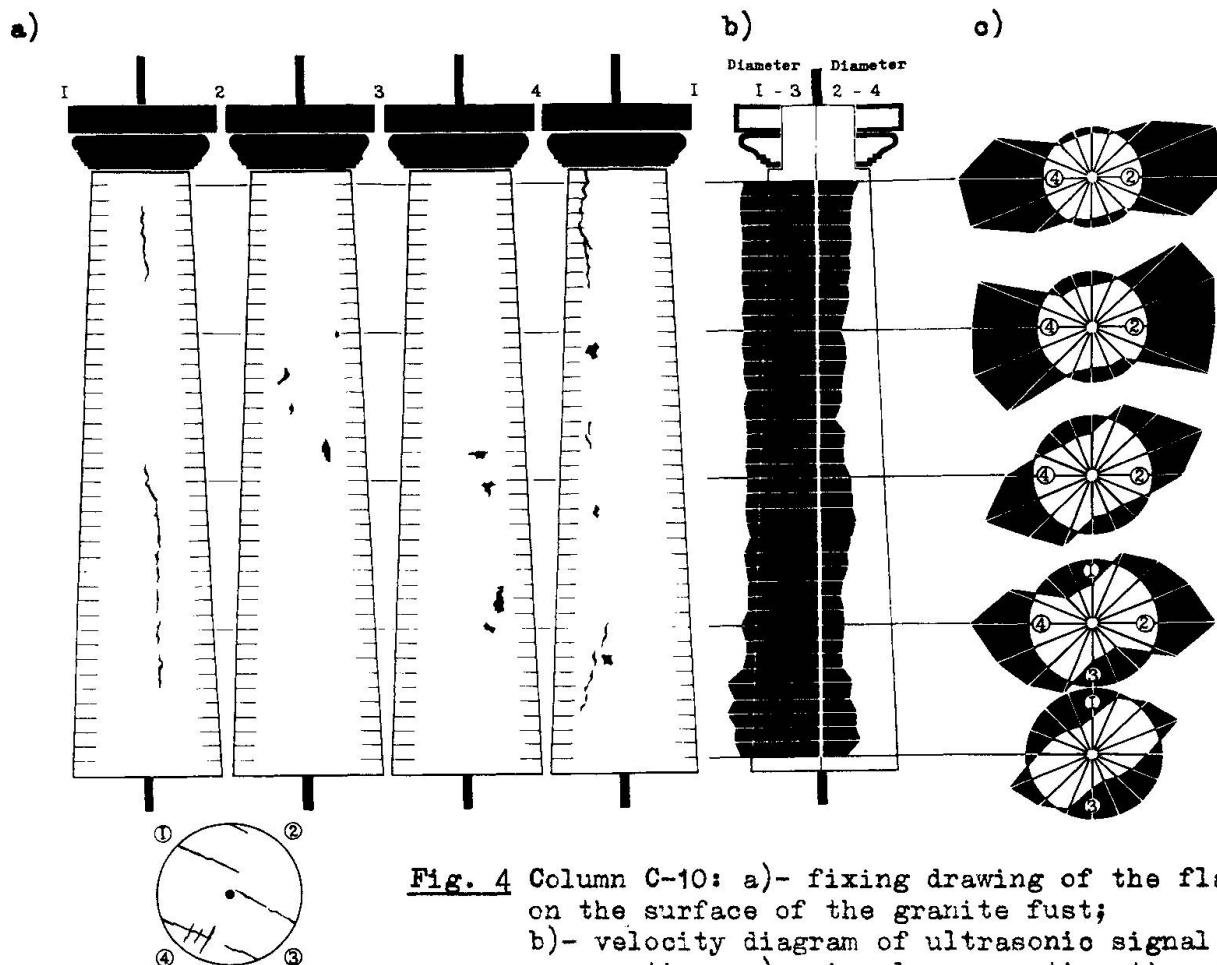 a)
b)
c)
Diameter Diameter
I 2 3 4 I
I - 3 2 - 4
④ ②
④ ②
④ ②
①
④ ②
③
①
③
① ②
④ ③
Fig. 4 Column C-10: a)- fixing drawing of the fla
on the surface of the granite fust;
b)- velocity diagram of ultrasonic signal